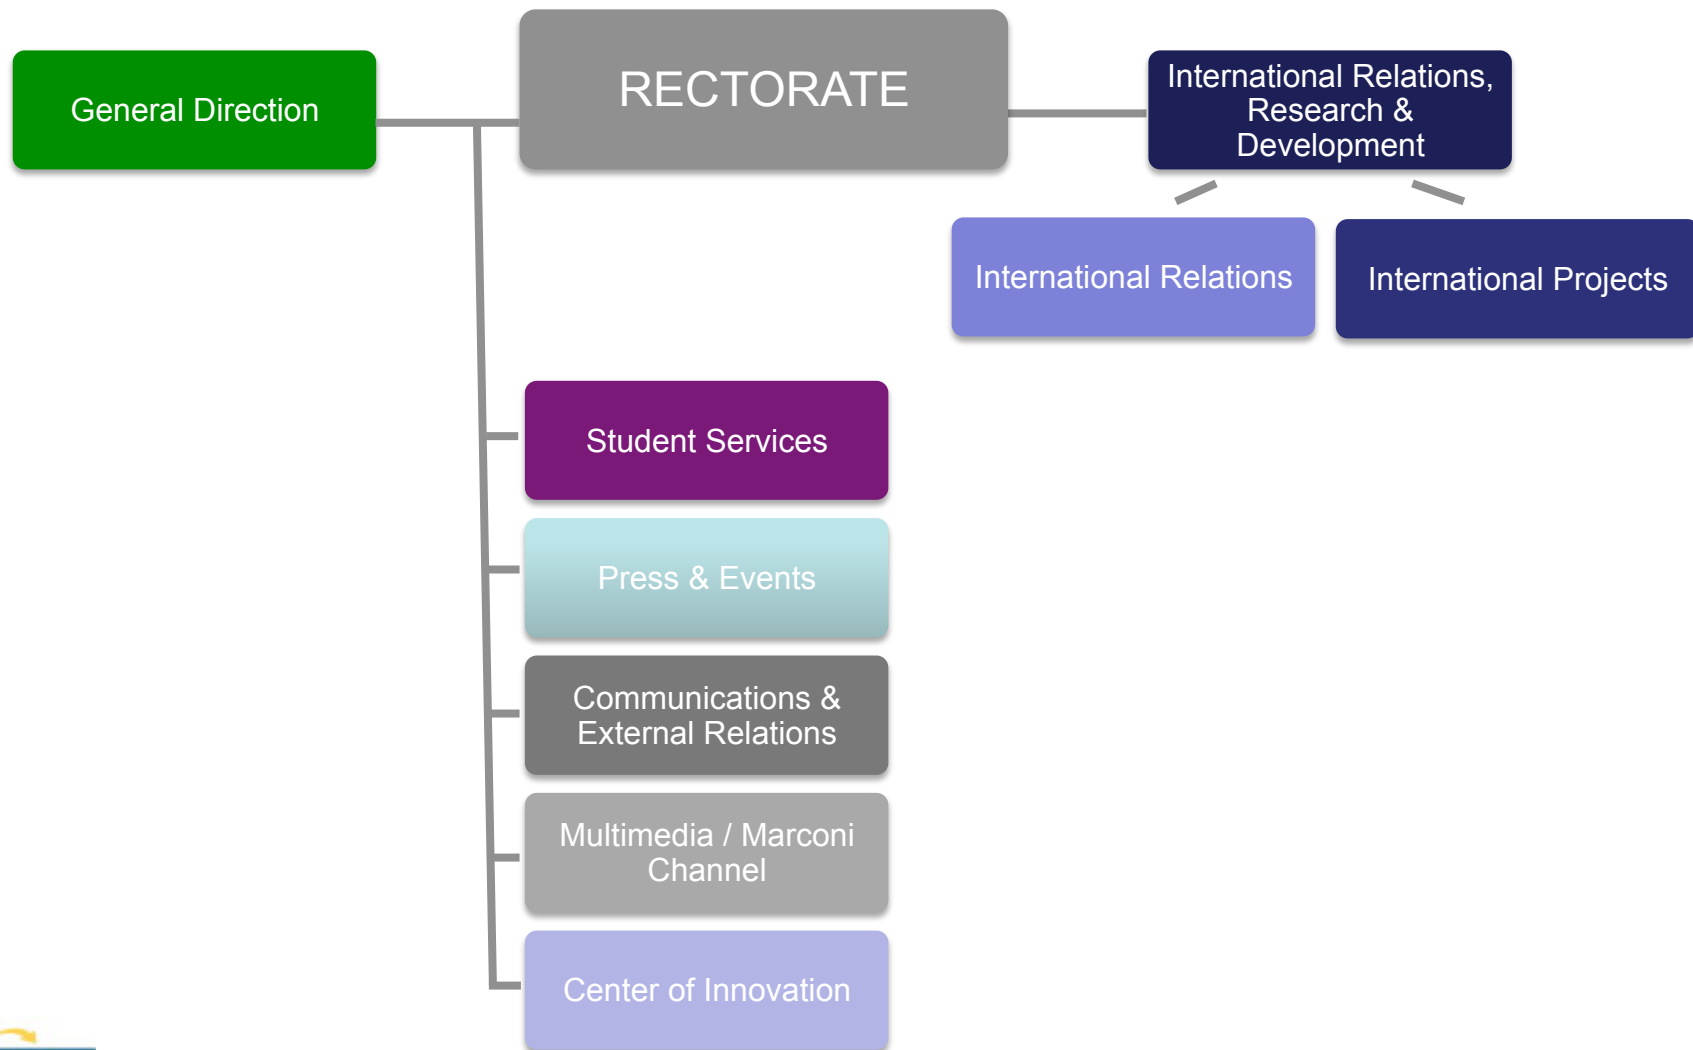 General Direction
RECTORATE
International Relations,
Research &
Development
International Relations
International Projects
Student Services
Press & Events
Communications &
External Relations
Multimedia / Marconi
Channel
Center of Innovation